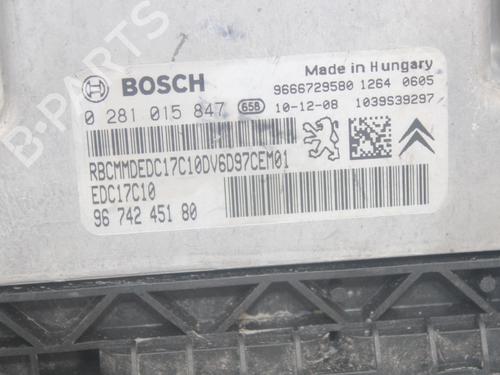 B-PARTS
BOSCH
Made in Hungary
9666729580 1264 0605
0 281 015 847 658 10-12-08 1039S39297
RBCMMDEDC17C10DV6D97CEM01
EDC17C10
96 742 451 80